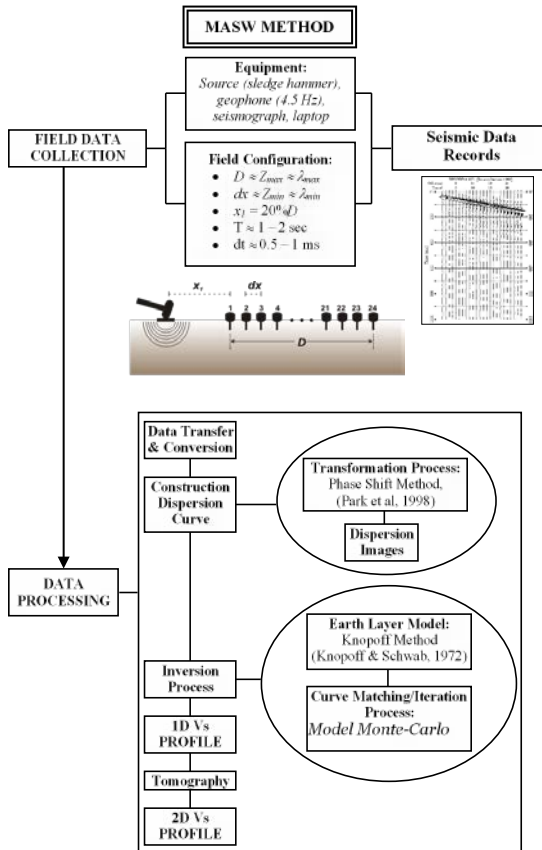 MASW METHOD
Equipment:
Source (sledge hammer),
geophone (4.5 Hz),
seismograph, laptop
FIELD DATA
COLLECTION
Field Configuration:
• D ≈ Zmax ≈ λmax
• dx ≈ Zmin ≈ λmin
• x1 = 20%D
• T ≈ 1 – 2 sec
• dt ≈ 0.5 – 1 ms
Seismic Data
Records
x1 dx
1 2 3 4 21 22 23 24
D
Data Transfer
& Conversion
Construction
Dispersion
Curve
Transformation Process:
Phase Shift Method,
(Park et al, 1998)
Dispersion
Images
DATA
PROCESSING
Inversion
Process
Earth Layer Model:
Knopoff Method
(Knopoff & Schwab, 1972)
Curve Matching/Iteration
Process:
Model Monte-Carlo
1D Vs
PROFILE
Tomography
2D Vs
PROFILE